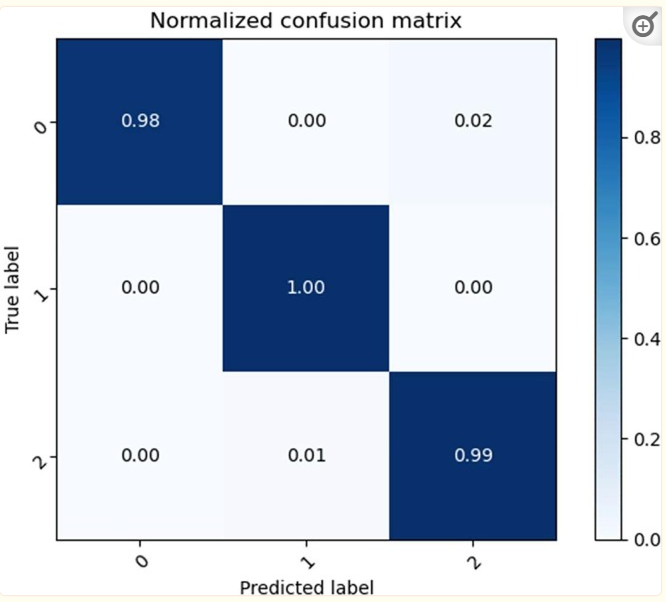 Normalized confusion matrix
0 0.98 0.00 0.02
1 0.00 1.00 0.00
2 0.00 0.01 0.99
0 1 2
True label
Predicted label
0.8
0.6
0.4
0.2
0.0